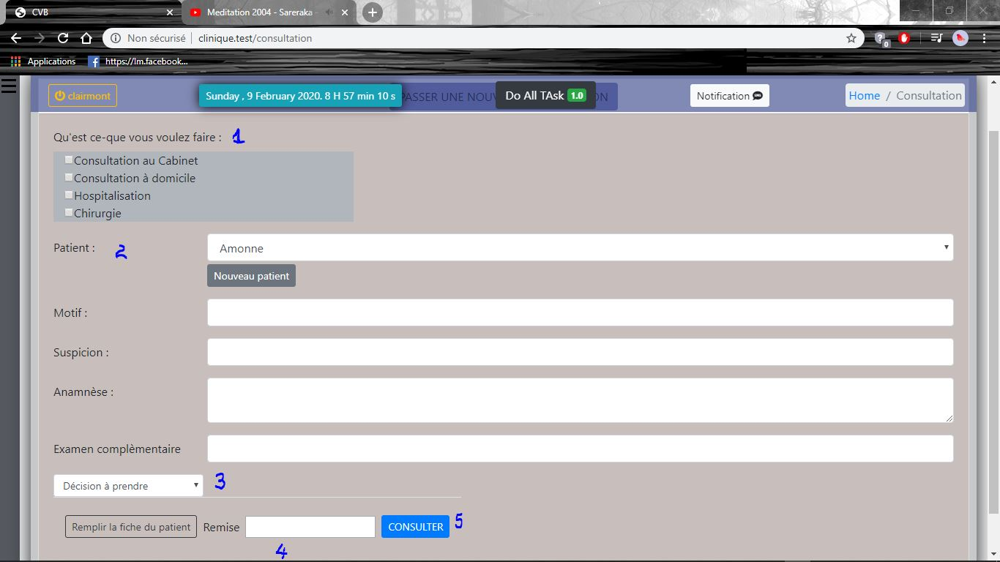 CVB
Meditation 2004 - Sareraka -
Non sécurisé clinique.test/consultation
0
Applications https://lm.facebook...
clairmont
Sunday , 9 February 2020. 8 H 57 min 10 s
PASSER UNE NOUV
ON
Do All TAsk 1.0
Notification
Home / Consultation
Qu'est ce-que vous voulez faire : 1
Consultation au Cabinet
Consultation à domicile
Hospitalisation
Chirurgie
Patient : 2
Amonne
Nouveau patient
Motif :
Suspicion :
Anamnèse :
Examen complèmentaire
Décision à prendre 3
Remplir la fiche du patient Remise CONSULTER 5
4